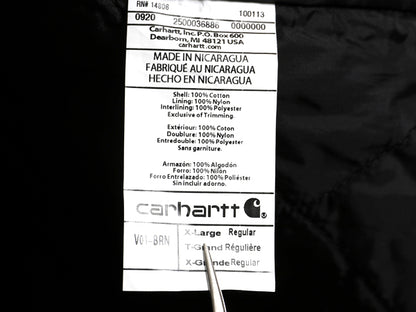 RN# 14806 100113
0920 2500036886 0000000
Carhartt, Inc. P.O. Box 600
Dearborn, MI 48121 USA
carhartt.com
MADE IN NICARAGUA
FABRIQUÉ AU NICARAGUA
HECHO EN NICARAGUA
Shell: 100% Cotton
Lining: 100% Nylon
Interlining: 100% Polyester
Exclusive of Trimming.
Extérieur: 100% Coton
Doublure: 100% Nylon
Entredouble: 100% Polyester
Sans garniture.
Armazón: 100% Algodón
Forro: 100% Nilón
Forro Entrelazado: 100% Poliéster
Sin incluir adorno.
carhartt
V01-BRN
X-Large Regular
T-Grand Régulière
X-Grande Regular